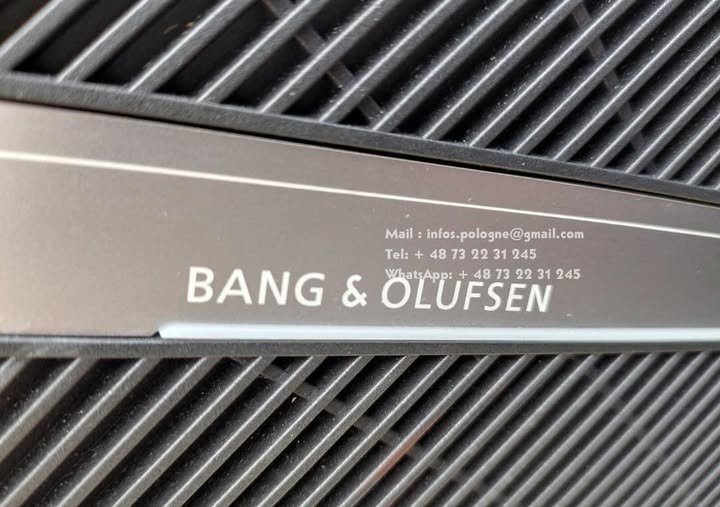 Mail : infos.pologne@gmail.com
Tel: + 48 73 22 31 245
WhatsApp: + 48 73 22 31 245
BANG & OLUFSEN